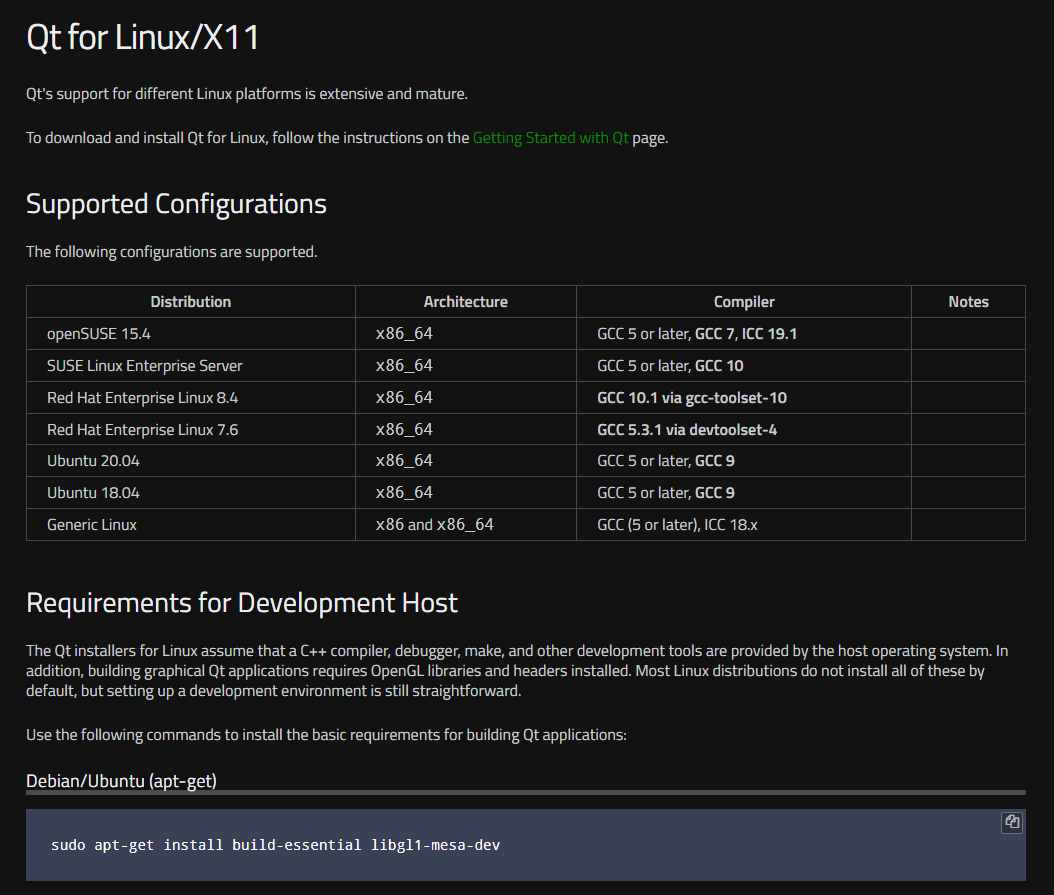 Qt for Linux/X11
Qt's support for different Linux platforms is extensive and mature.
To download and install Qt for Linux, follow the instructions on the Getting Started with Qt page.
Supported Configurations
The following configurations are supported.
Distribution Architecture Compiler Notes
openSUSE 15.4 x86_64 GCC 5 or later, GCC 7, ICC 19.1
SUSE Linux Enterprise Server x86_64 GCC 5 or later, GCC 10
Red Hat Enterprise Linux 8.4 x86_64 GCC 10.1 via gcc-toolset-10
Red Hat Enterprise Linux 7.6 x86_64 GCC 5.3.1 via devtoolset-4
Ubuntu 20.04 x86_64 GCC 5 or later, GCC 9
Ubuntu 18.04 x86_64 GCC 5 or later, GCC 9
Generic Linux x86 and x86_64 GCC (5 or later), ICC 18.x
Requirements for Development Host
The Qt installers for Linux assume that a C++ compiler, debugger, make, and other development tools are provided by the host operating system. In
addition, building graphical Qt applications requires OpenGL libraries and headers installed. Most Linux distributions do not install all of these by
default, but setting up a development environment is still straightforward.
Use the following commands to install the basic requirements for building Qt applications:
Debian/Ubuntu (apt-get)
sudo apt-get install build-essential libgl1-mesa-dev